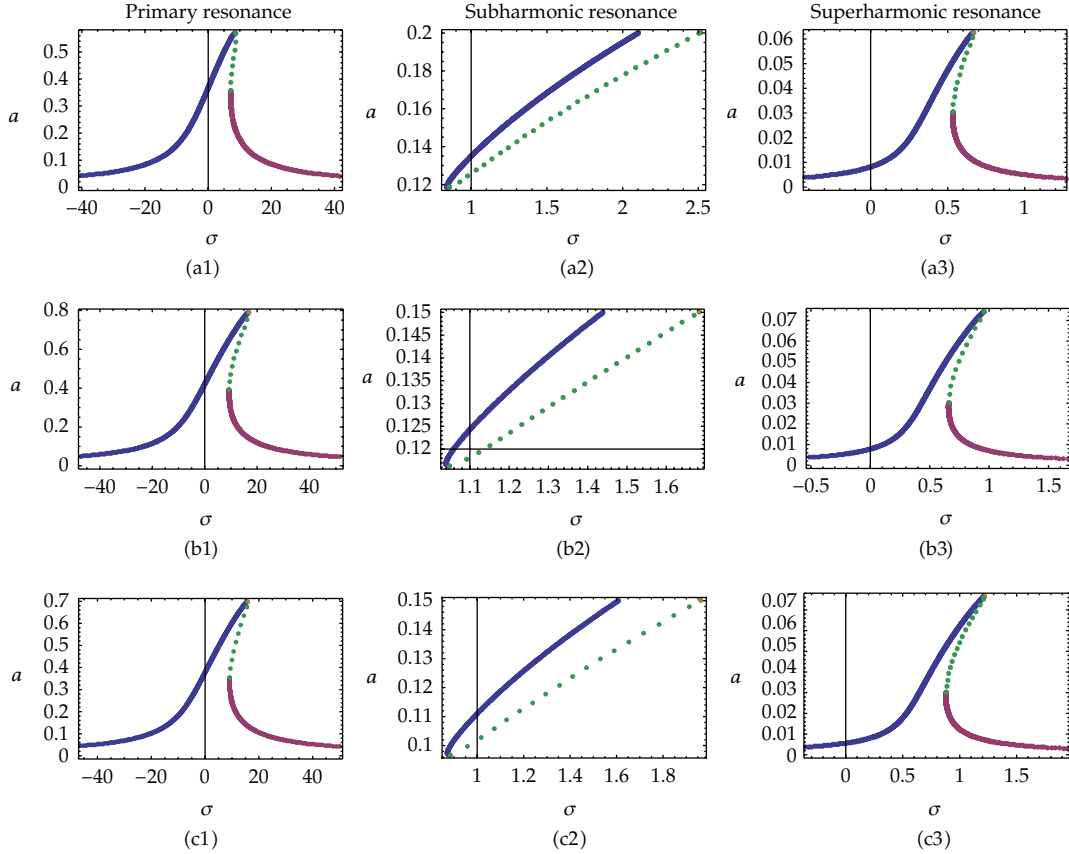 Primary resonance Subharmonic resonance Superharmonic resonance
0.5
0.4
0.3
0.2
0.1
0
a
−40 −20 0 20 40
σ
(a1)
0.2
0.18
0.16
0.14
0.12
a
1 1.5 2 2.5
σ
(a2)
0.06
0.05
0.04
0.03
0.02
0.01
0
a
0 0.5 1
σ
(a3)
0.8
0.6
0.4
0.2
0
a
−40 −20 0 20 40
σ
(b1)
0.15
0.145
0.14
0.135
0.13
0.125
0.12
a
1.1 1.2 1.3 1.4 1.5 1.6
σ
(b2)
0.07
0.06
0.05
0.04
0.03
0.02
0.01
0
a
−0.5 0 0.5 1 1.5
σ
(b3)
0.7
0.6
0.5
0.4
0.3
0.2
0.1
0
a
−40 −20 0 20 40
σ
(c1)
0.15
0.14
0.13
0.12
0.11
0.1
a
1 1.2 1.4 1.6 1.8
σ
(c2)
0.07
0.06
0.05
0.04
0.03
0.02
0.01
0
a
0 0.5 1 1.5
σ
(c3)